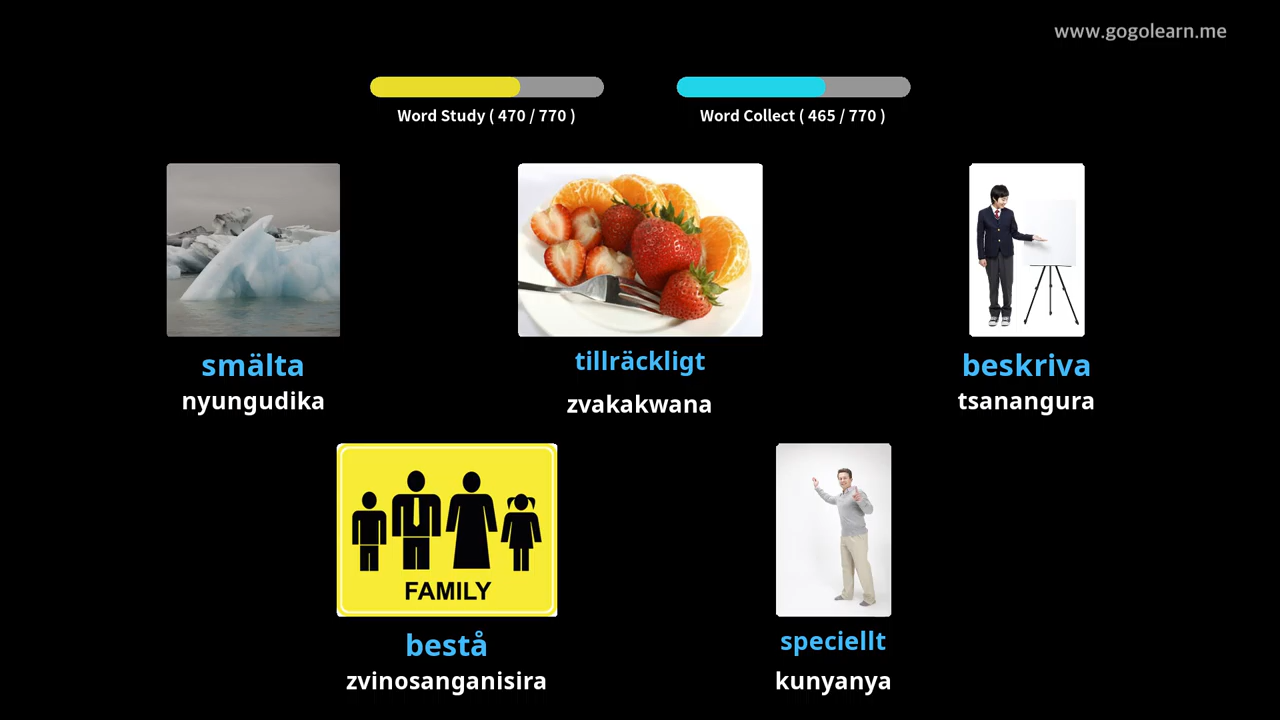 www.gogolearn.me
Word Study ( 470 / 770 )
Word Collect ( 465 / 770 )
smälta
nyungudika
tillräckligt
zvakakwana
beskriva
tsanangura
FAMILY
bestå
zvinosanganisira
speciellt
kunyanya